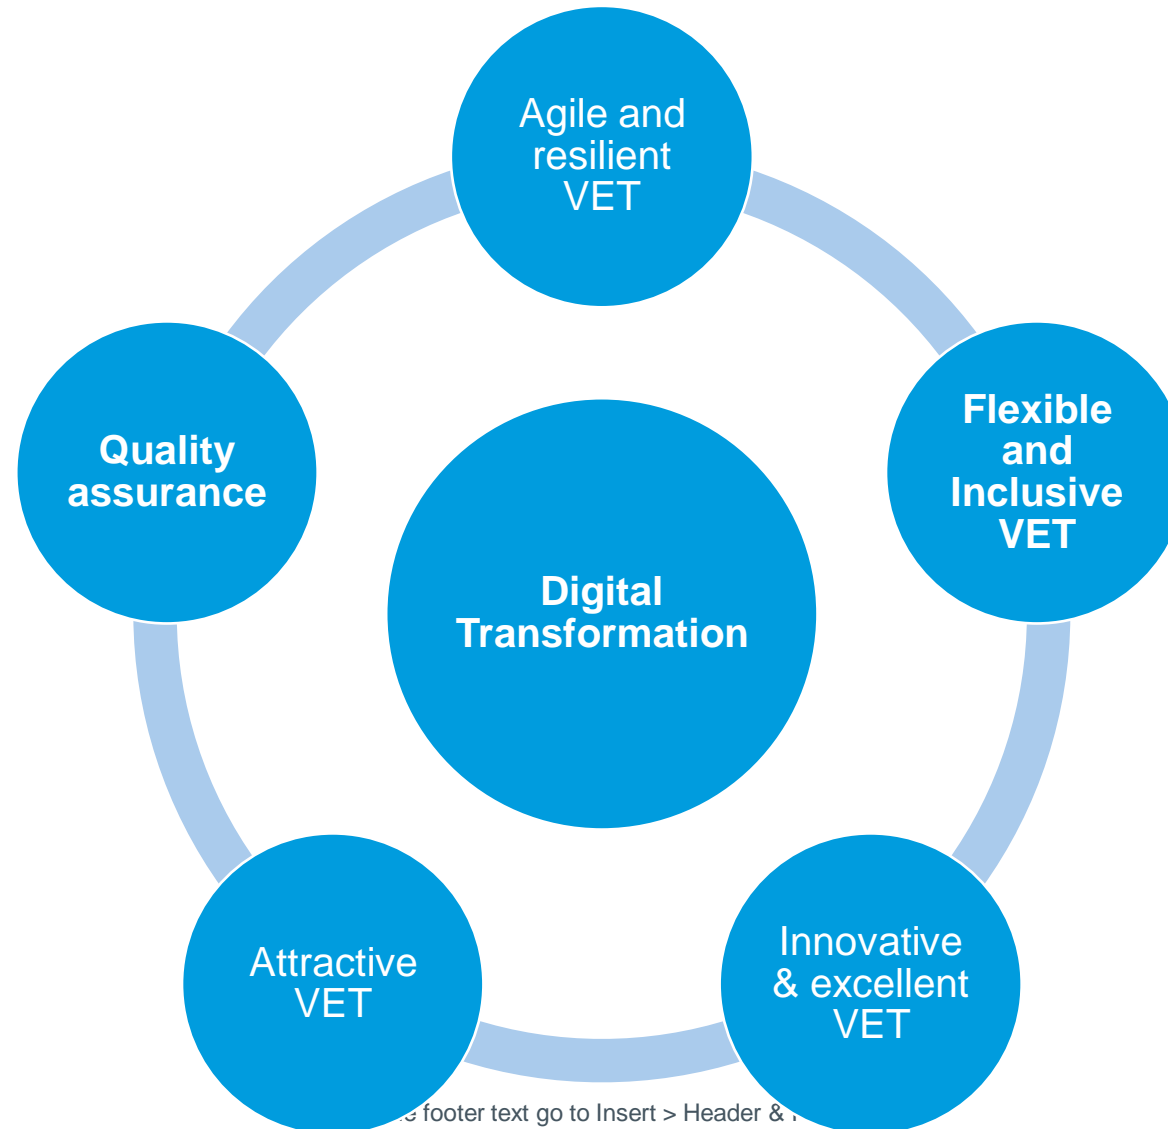 Agile and
resilient
VET
Flexible
and
Inclusive
VET
Quality
assurance
Digital
Transformation
Innovative
& excellent
VET
Attractive
VET
footer text go to Insert > Header &